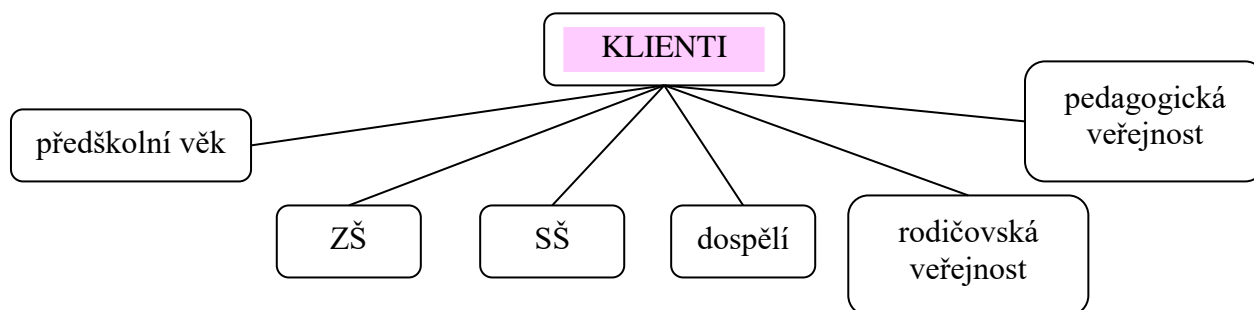 KLIENTI
pedagogická
veřejnost
předškolní věk
ZŠ
SŠ
dospělí
rodičovská
veřejnost